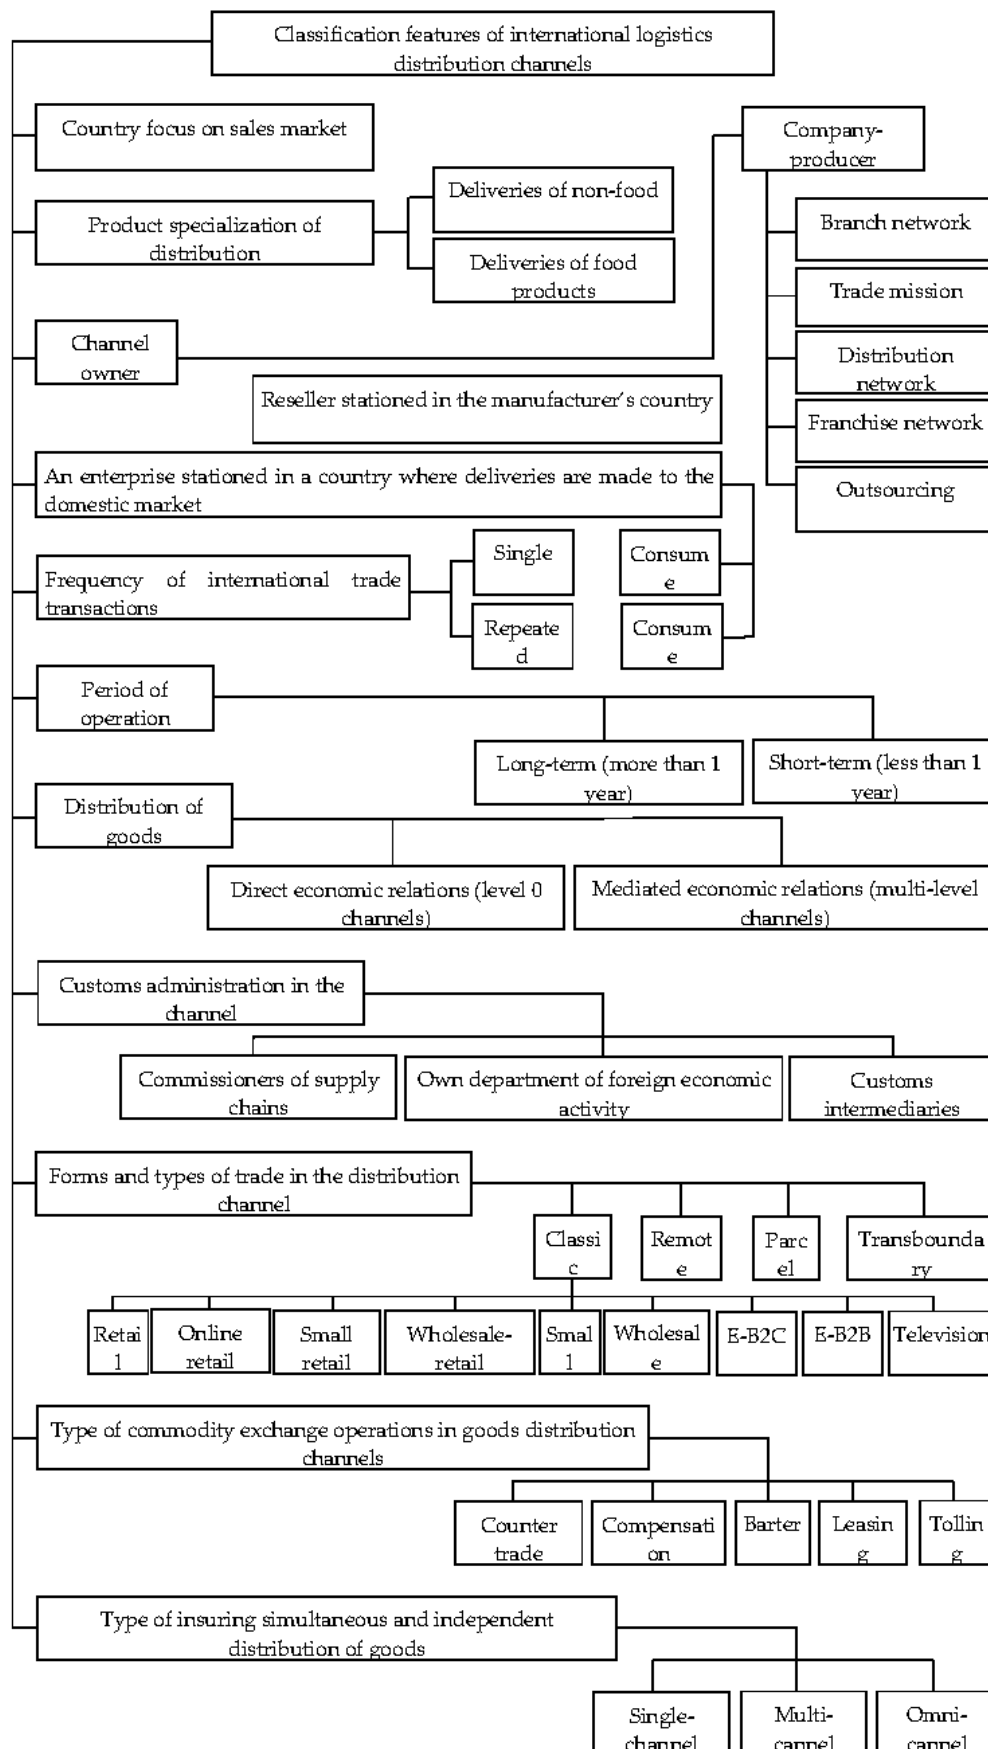 Classification features of international logistics
distribution channels
Country focus on sales market
Company-
producer
Product specialization of
distribution
Deliveries of non-food
Deliveries of food
products
Branch network
Trade mission
Distribution
network
Franchise network
Outsourcing
Channel
owner
Reseller stationed in the manufacturer's country
An enterprise stationed in a country where deliveries are made to the
domestic market
Frequency of international trade
transactions
Single
Repeate
d
Consum
e
Consum
e
Period of
operation
Long-term (more than 1
year)
Short-term (less than 1
year)
Distribution of
goods
Direct economic relations (level 0
channels)
Mediated economic relations (multi-level
channels)
Customs administration in the
channel
Commissioners of supply
chains
Own department of foreign economic
activity
Customs
intermediaries
Forms and types of trade in the distribution
channel
Classi
c
Remot
e
Parc
el
Transbounda
ry
Retai
l
Online
retail
Small
retail
Wholesale-
retail
Smal
l
Wholesal
e
E-B2C
E-B2B
Television
Type of commodity exchange operations in goods distribution
channels
Counter
trade
Compensati
on
Barter
Leasin
g
Tollin
g
Type of insuring simultaneous and independent
distribution of goods
Single-
channel
Multi-
cannel
Omni-
cannel